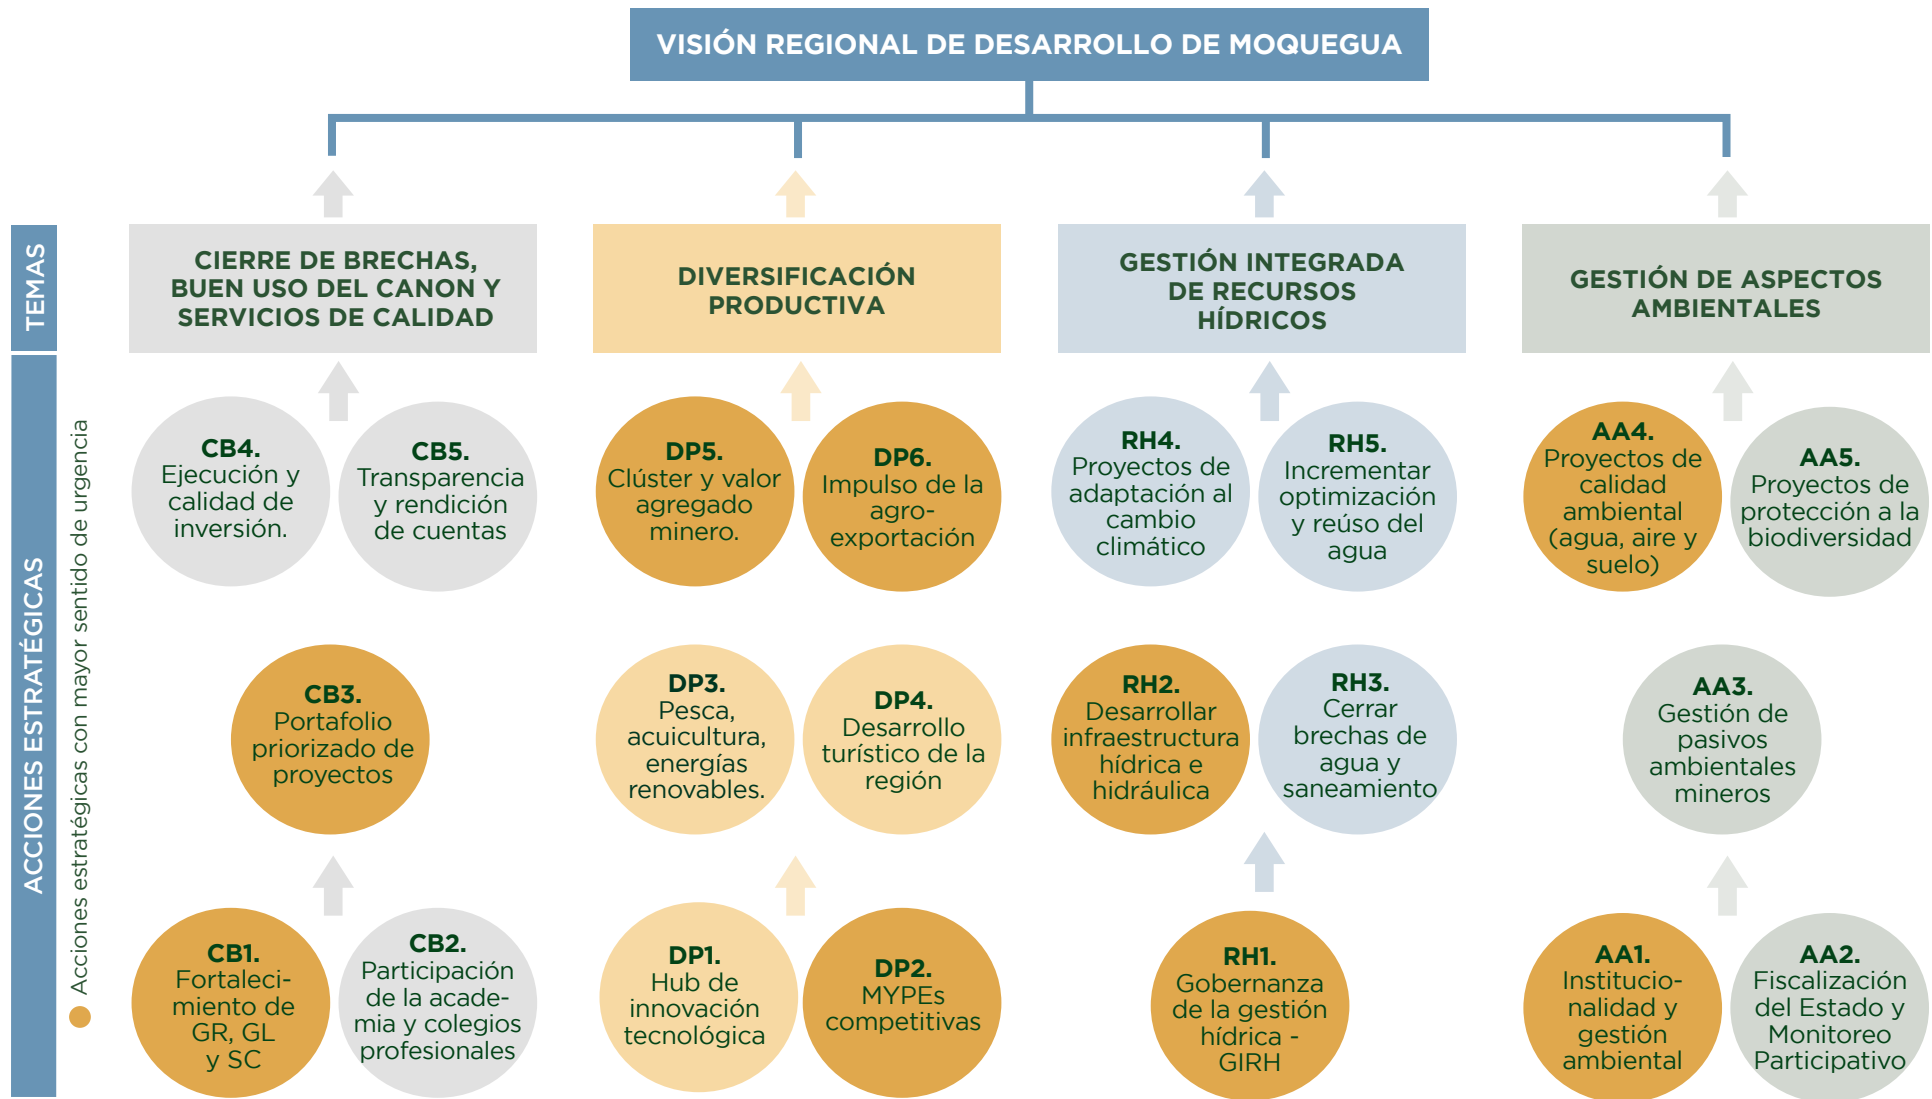 VISIÓN REGIONAL DE DESARROLLO DE MOQUEGUA
TEMAS
CIERRE DE BRECHAS,
BUEN USO DEL CANON Y
SERVICIOS DE CALIDAD
DIVERSIFICACIÓN
PRODUCTIVA
GESTIÓN INTEGRADA
DE RECURSOS
HÍDRICOS
GESTIÓN DE ASPECTOS
AMBIENTALES
ACCIONES ESTRATÉGICAS
Acciones estratégicas con mayor sentido de urgencia
CB4.
Ejecución y
calidad de
inversión.
CB5.
Transparencia
y rendición
de cuentas
DP5.
Clúster y valor
agregado
minero.
DP6.
Impulso de la
agro-
exportación
RH4.
Proyectos de
adaptación al
cambio
climático
RH5.
Incrementar
optimización
y reúso del
agua
AA4.
Proyectos de
calidad
ambiental
(agua, aire y
suelo)
AA5.
Proyectos de
protección a la
biodiversidad
CB3.
Portafolio
priorizado de
proyectos
DP3.
Pesca,
acuicultura,
energías
renovables.
DP4.
Desarrollo
turístico de la
región
RH2.
Desarrollar
infraestructura
hídrica e
hidráulica
RH3.
Cerrar
brechas de
agua y
saneamiento
AA3.
Gestión de
pasivos
ambientales
mineros
CB1.
Fortaleci-
miento de
GR, GL
y SC
CB2.
Participación
de la acade-
mia y colegios
profesionales
DP1.
Hub de
innovación
tecnológica
DP2.
MYPEs
competitivas
RH1.
Gobernanza
de la gestión
hídrica -
GIRH
AA1.
Institucio-
nalidad y
gestión
ambiental
AA2.
Fiscalización
del Estado y
Monitoreo
Participativo